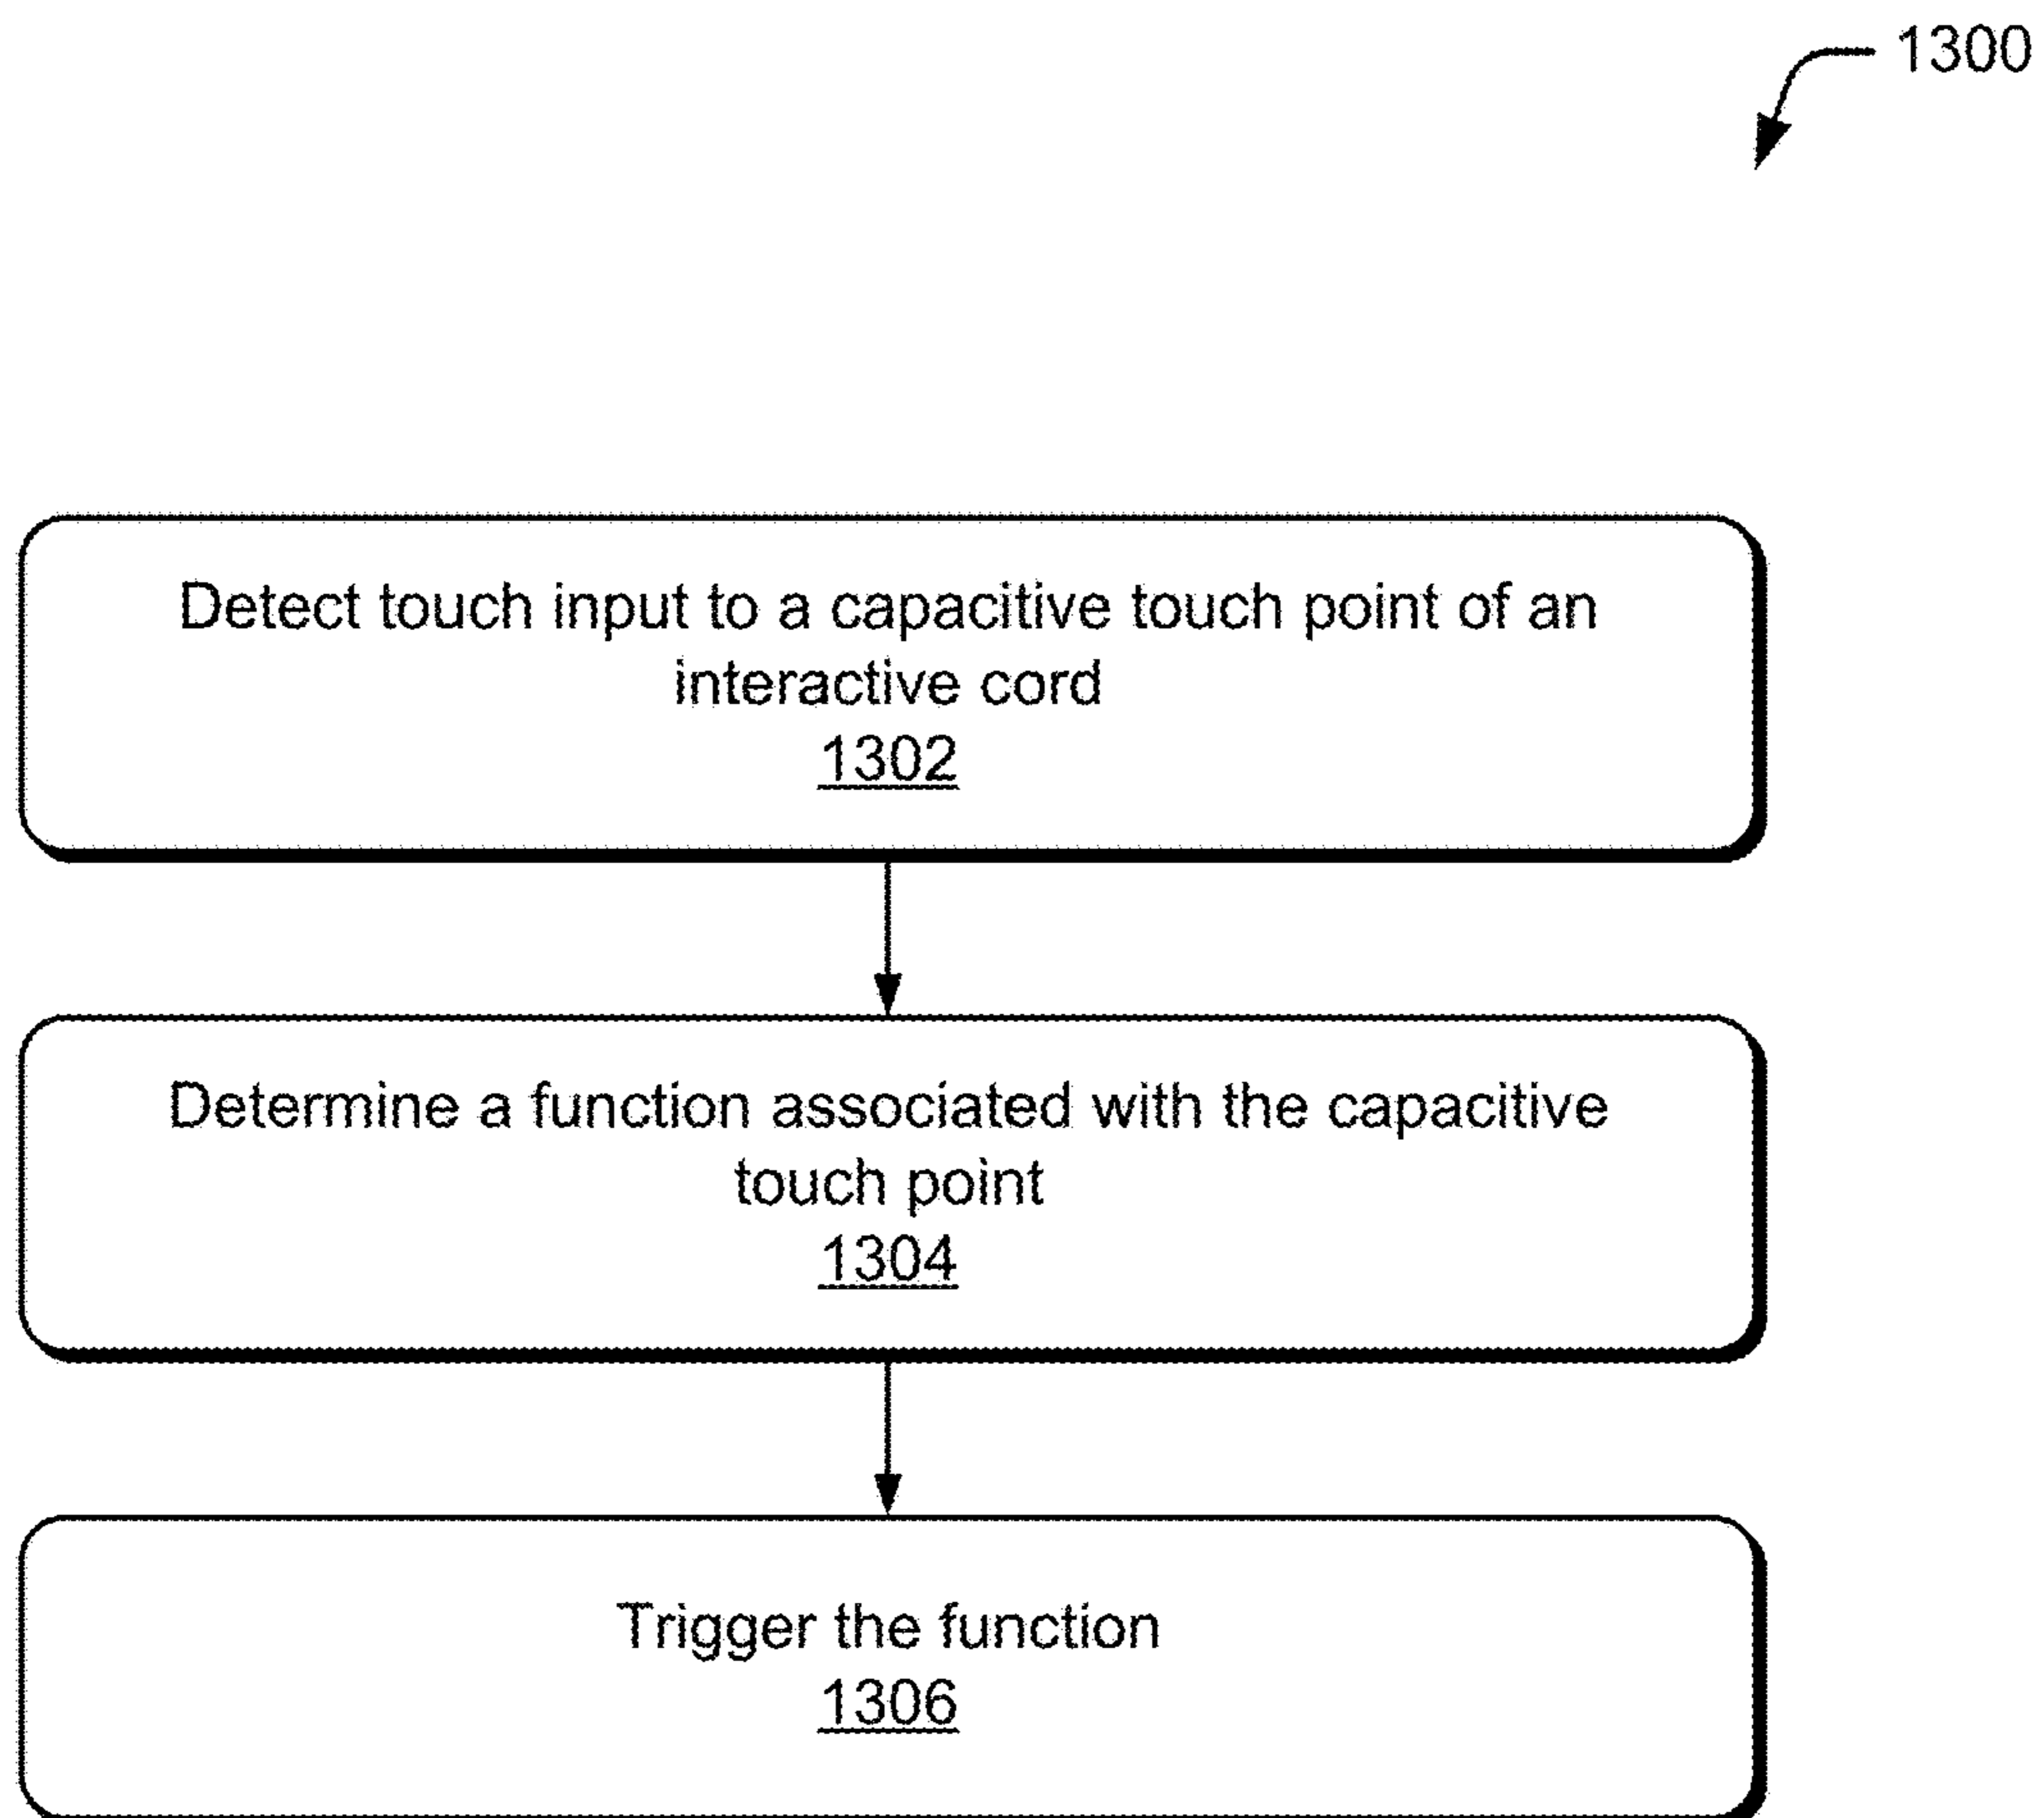 1300
Detect touch input to a capacitive touch point of an
interactive cord
1302
Determine a function associated with the capacitive
touch point
1304
Trigger the function
1306